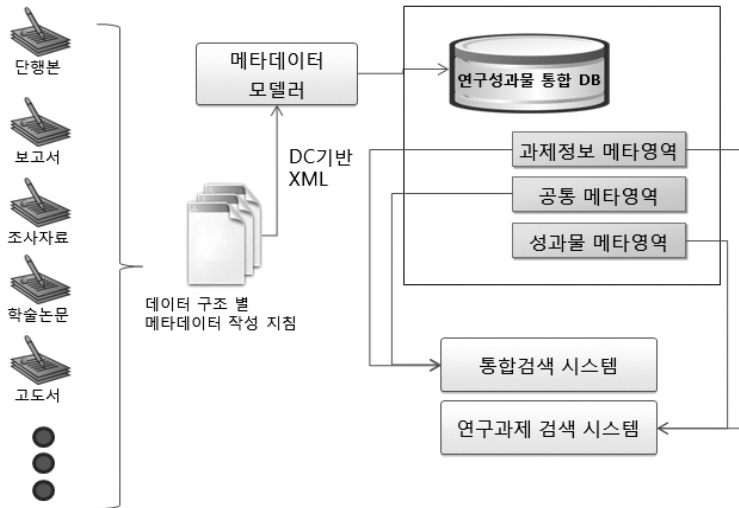 단행본
보고서
조사자료
학술논문
고도서
데이터 구조 별
메타데이터 작성 지침
DC기반
XML
메타데이터
모델러
연구성과물 통합 DB
과제정보 메타영역
공통 메타영역
성과물 메타영역
통합검색 시스템
연구과제 검색 시스템